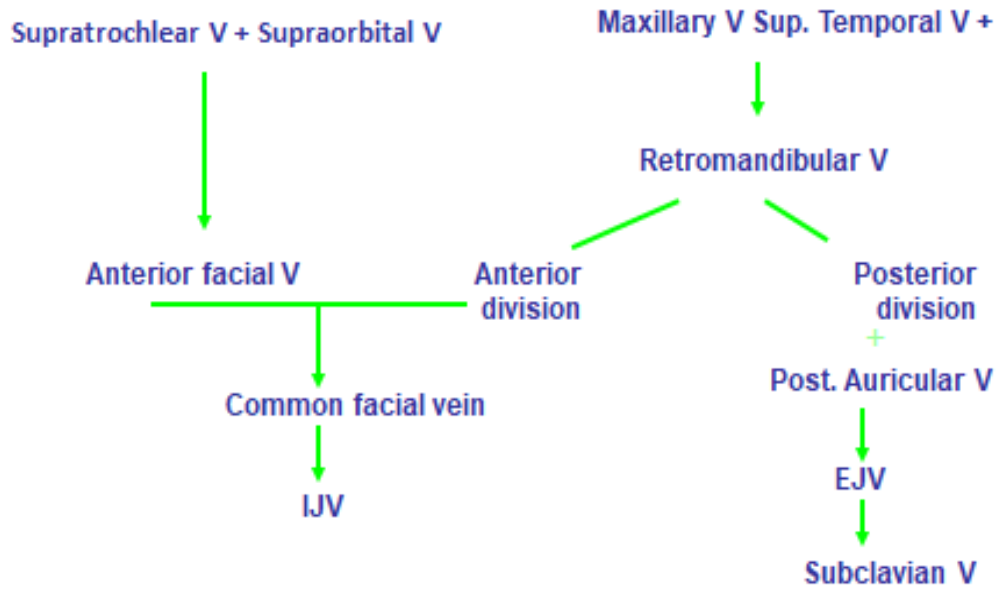 Supratrochlear V + Supraorbital V
Maxillary V Sup. Temporal V +
Retromandibular V
Anterior facial V
Anterior
division
Posterior
division
+
Post. Auricular V
Common facial vein
EJV
IJV
Subclavian V